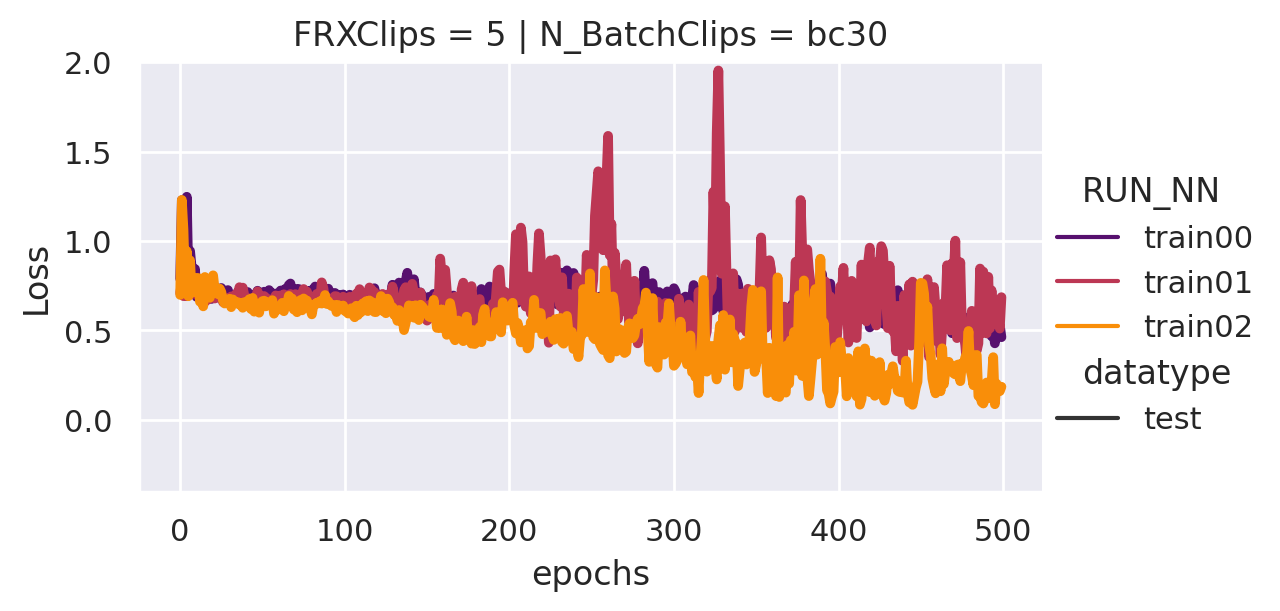 FRXClips = 5 | N_BatchClips = bc30
2.0
1.5
1.0
0.5
0.0
Loss
0 100 200 300 400 500
epochs
RUN_NN
train00
train01
train02
datatype
test